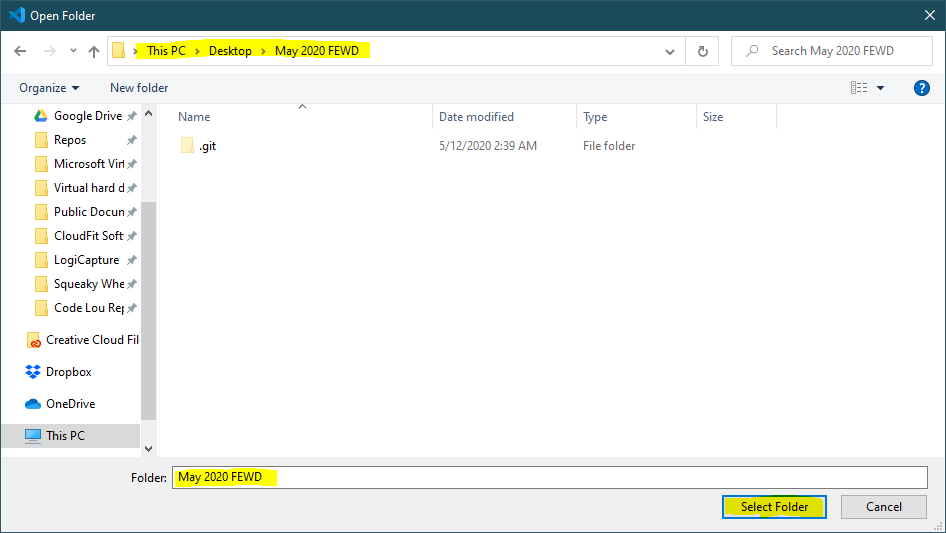 Open Folder
This PC > Desktop > May 2020 FEWD
Search May 2020 FEWD
Organize
New folder
?
Name
Date modified
Type
Size
.git
5/12/2020 2:39 AM
File folder
Google Drive
Repos
Microsoft Virt
Virtual hard d
Public Docun
CloudFit Soft
LogiCapture
Squeaky Whe
Code Lou Rep
Creative Cloud Fil
Dropbox
OneDrive
This PC
Folder:
May 2020 FEWD
Select Folder
Cancel